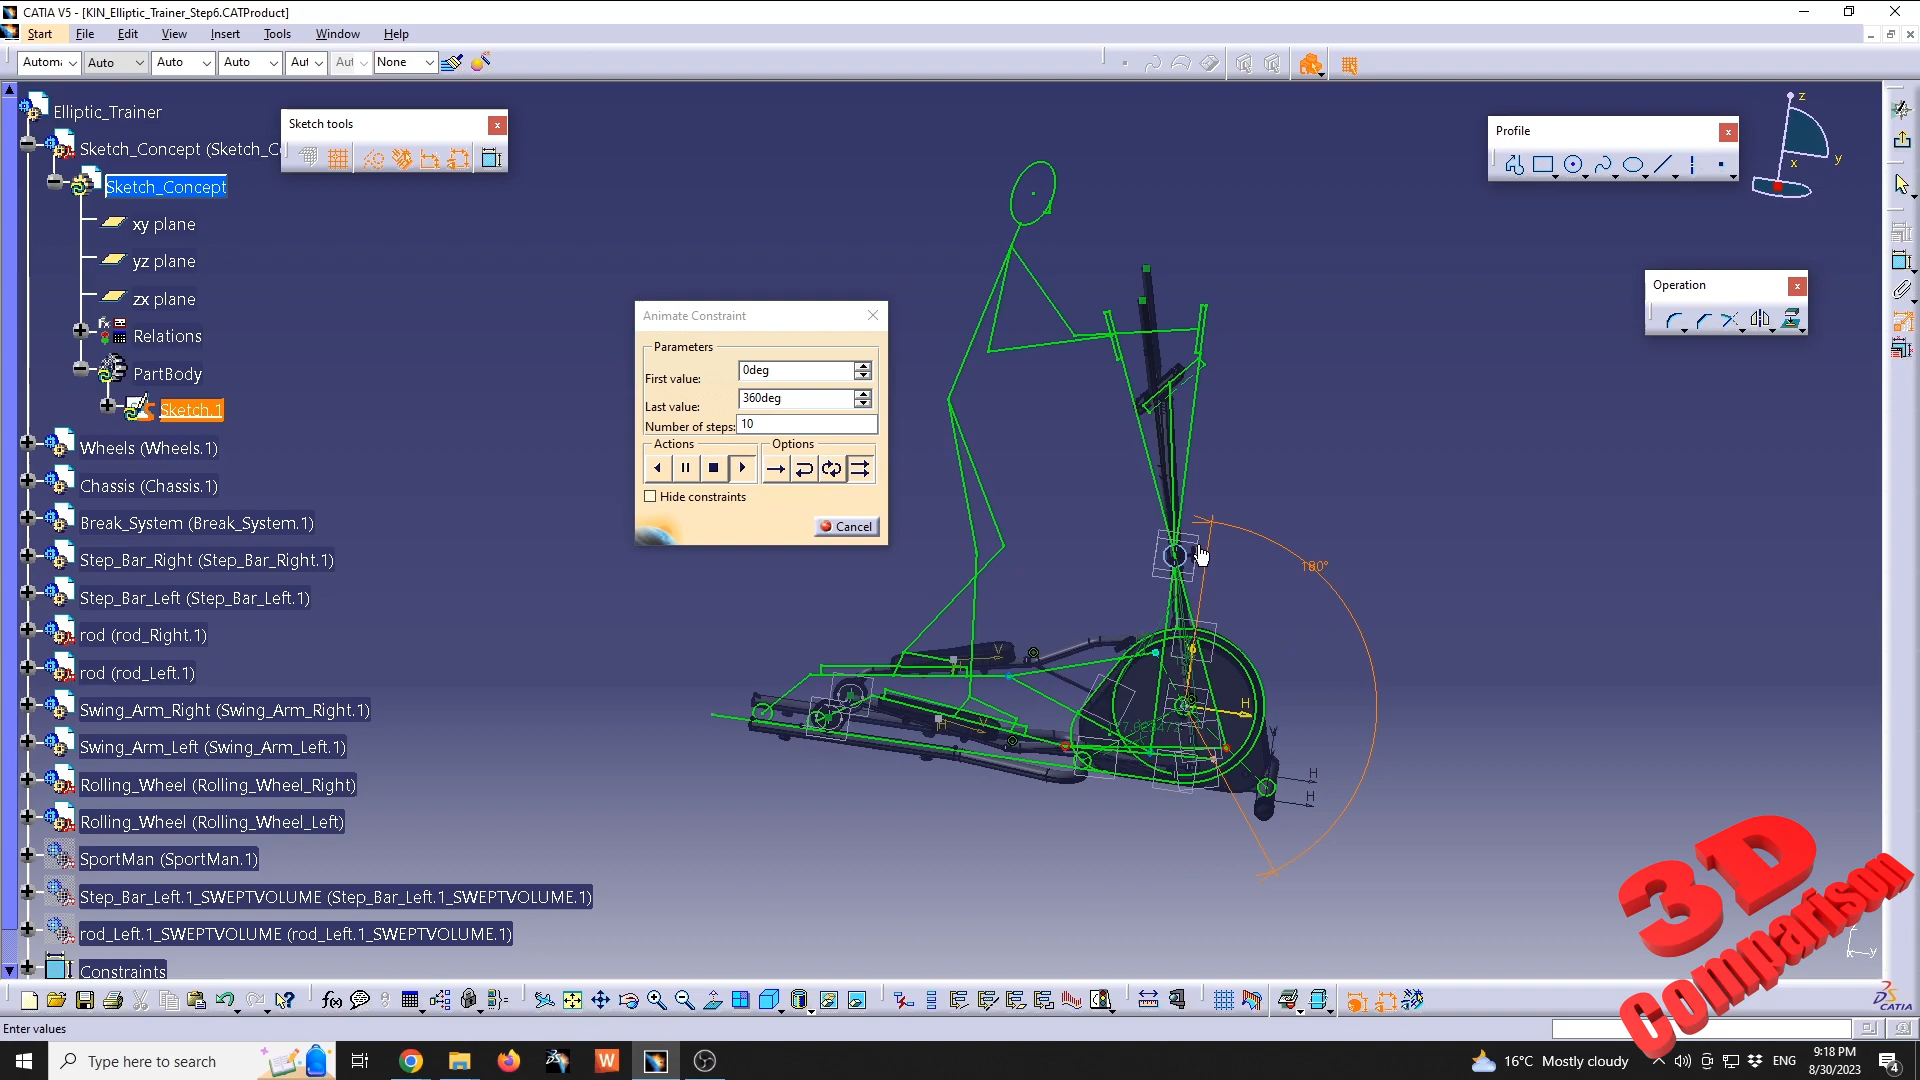 CATIA V5 - [KIN_Elliptic_Trainer_Step6.CATProduct]
Start File Edit View Insert Tools Window Help
Auto Auto Auto None
Elliptic_Trainer
Sketch_Concept (Sketch_C
Sketch_Concept
xy plane
yz plane
zx plane
Relations
PartBody
Sketch.1
Wheels (Wheels.1)
Chassis (Chassis.1)
Break_System (Break_System.1)
Step_Bar_Right (Step_Bar_Right.1)
Step_Bar_Left (Step_Bar_Left.1)
rod (rod_Right.1)
rod (rod_Left.1)
Swing_Arm_Right (Swing_Arm_Right.1)
Swing_Arm_Left (Swing_Arm_Left.1)
Rolling_Wheel (Rolling_Wheel_Right)
Rolling_Wheel (Rolling_Wheel_Left)
SportMan (SportMan.1)
Step_Bar_Left.1_SWEPTVOLUME (Step_Bar_Left.1_SWEPTVOLUME.1)
rod_Left.1_SWEPTVOLUME (rod_Left.1_SWEPTVOLUME.1)
Constraints
Sketch tools
Animate Constraint
Parameters
First value: 0deg
Last value: 360deg
Number of steps: 10
Actions Options
Hide constraints
Cancel
Profile
Operation
z
x
y
180°
V
V
H
H
H
H
3D
Comparison
y
CATIA
Enter values
Type here to search
16°C Mostly cloudy
ENG
9:18 PM
8/30/2023
4